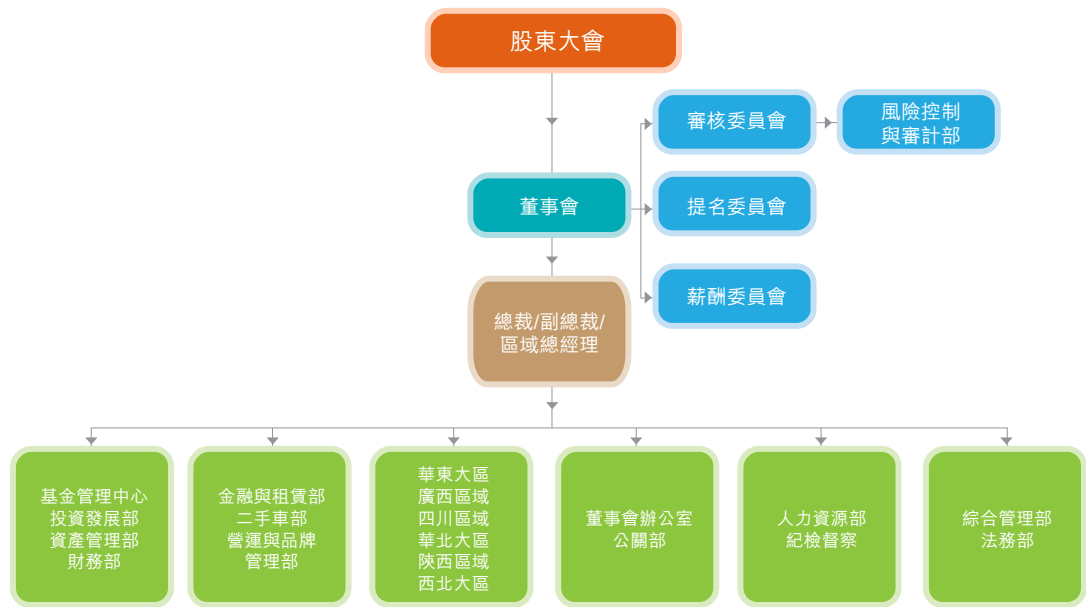 股東大會
審核委員會
風險控制
與審計部
董事會
提名委員會
薪酬委員會
總裁/副總裁/
區域總經理
基金管理中心
投資發展部
資產管理部
財務部
金融與租賃部
二手車部
營運與品牌
管理部
華東大區
廣西區域
四川區域
華北大區
陝西區域
西北大區
董事會辦公室
公關部
人力資源部
紀檢督察
綜合管理部
法務部